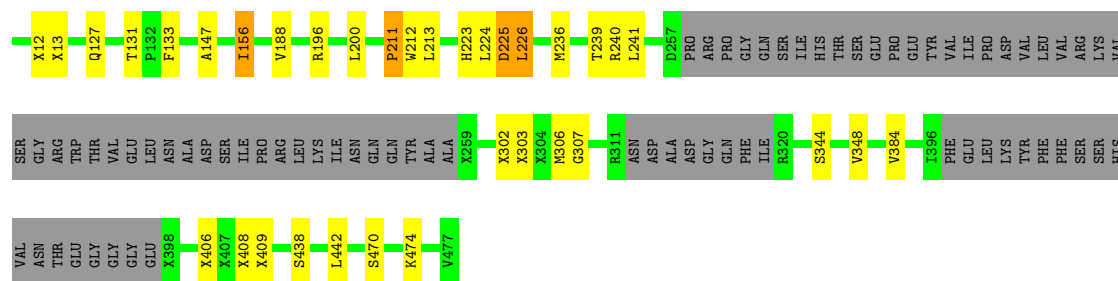 X12 X13 Q127 T131 P132 F133 A147 I156 V188 R196 L200 P211 W212 L213 H223 L224 D225 L226 M236 T239 R240 L241 D257 PRO ARG PRO GLY GLN SER ILE HIS THR SER GLU PRO GLU TYR VAL ILE PRO ASP VAL LEU VAL ARG LYS VAL
SER GLY ARG TRP THR VAL GLU LEU ASN ALA ASP SER ILE PRO ARG LEU LYS ILE ASN GLN GLN TYR ALA ALA X259 X302 X303 X304 M306 G307 R311 ASN ASP ALA ASP GLY GLN PHE ILE R320 S344 V348 V384 I396 PHE GLU LEU LYS TYR PHE PHE SER SER HIS
VAL ASN THR GLU GLY GLY GLY GLU X398 X406 X407 X408 X409 S438 L442 S470 K474 V477